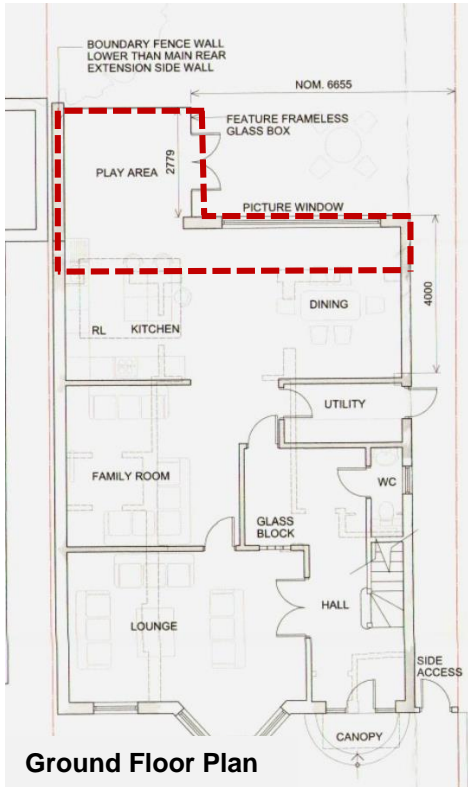 BOUNDARY FENCE WALL
LOWER THAN MAIN REAR
EXTENSION SIDE WALL
NOM. 6655
FEATURE FRAMELESS
GLASS BOX
PLAY AREA
2779
PICTURE WINDOW
4000
DINING
RL KITCHEN
UTILITY
FAMILY ROOM
WC
GLASS
BLOCK
HALL
LOUNGE
SIDE
ACCESS
CANOPY
Ground Floor Plan